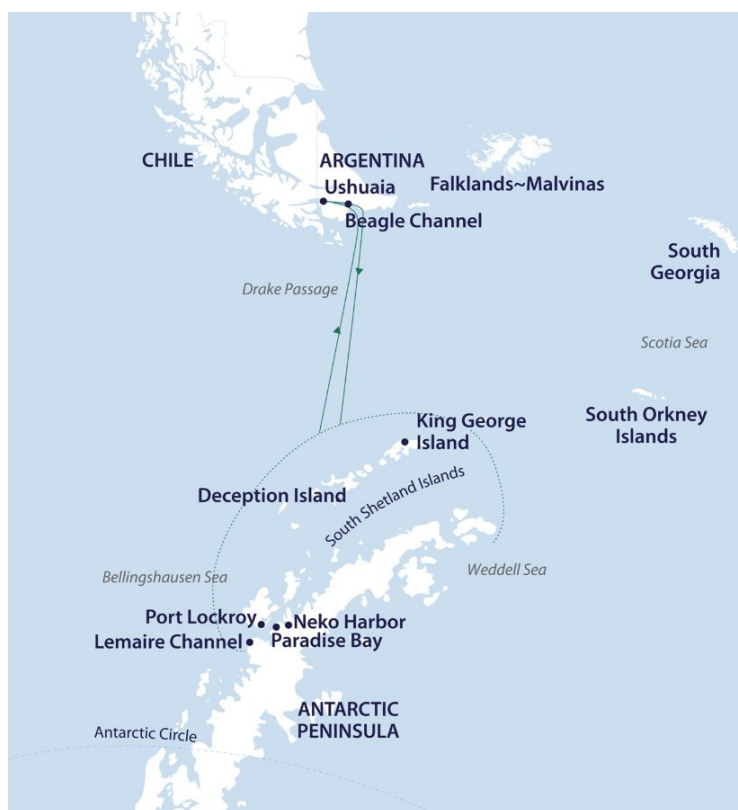 CHILE
ARGENTINA
Ushuaia
Falklands~Malvinas
Beagle Channel
South
Georgia
Drake Passage
Scotia Sea
King George
Island
South Orkney
Islands
Deception Island
South Shetland Islands
Bellingshausen Sea
Weddell Sea
Port Lockroy
Neko Harbor
Lemaire Channel
Paradise Bay
ANTARCTIC
PENINSULA
Antarctic Circle